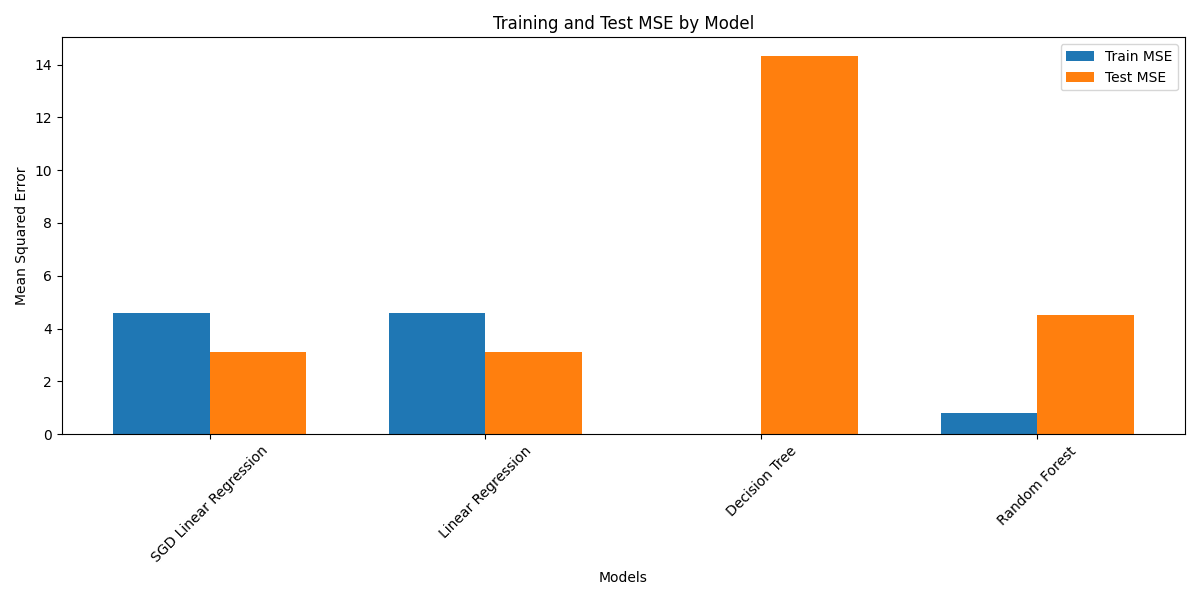 Training and Test MSE by Model
Train MSE
Test MSE
Mean Squared Error
14
12
10
8
6
4
2
0
SGD Linear Regression
Linear Regression
Decision Tree
Random Forest
Models